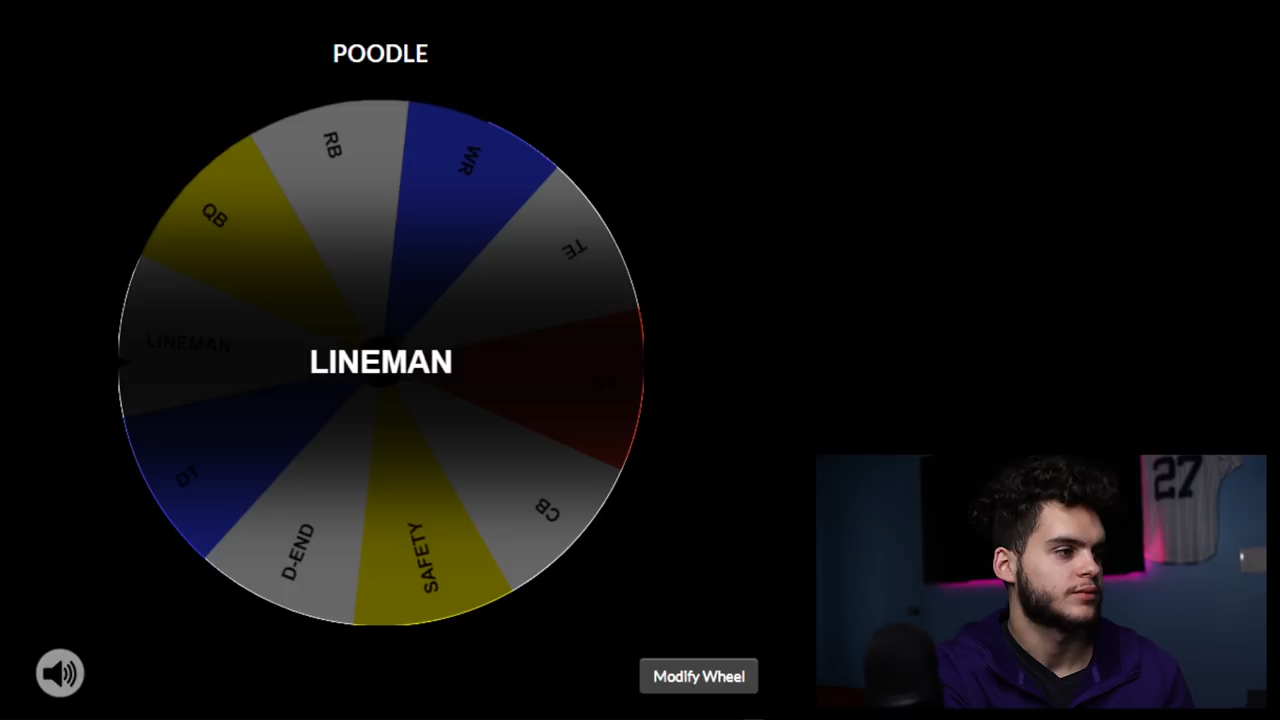 POODLE
RB
WR
QB
TE
LINEMAN
LINEMAN
DT
CB
D-END
SAFETY
27
Modify Wheel